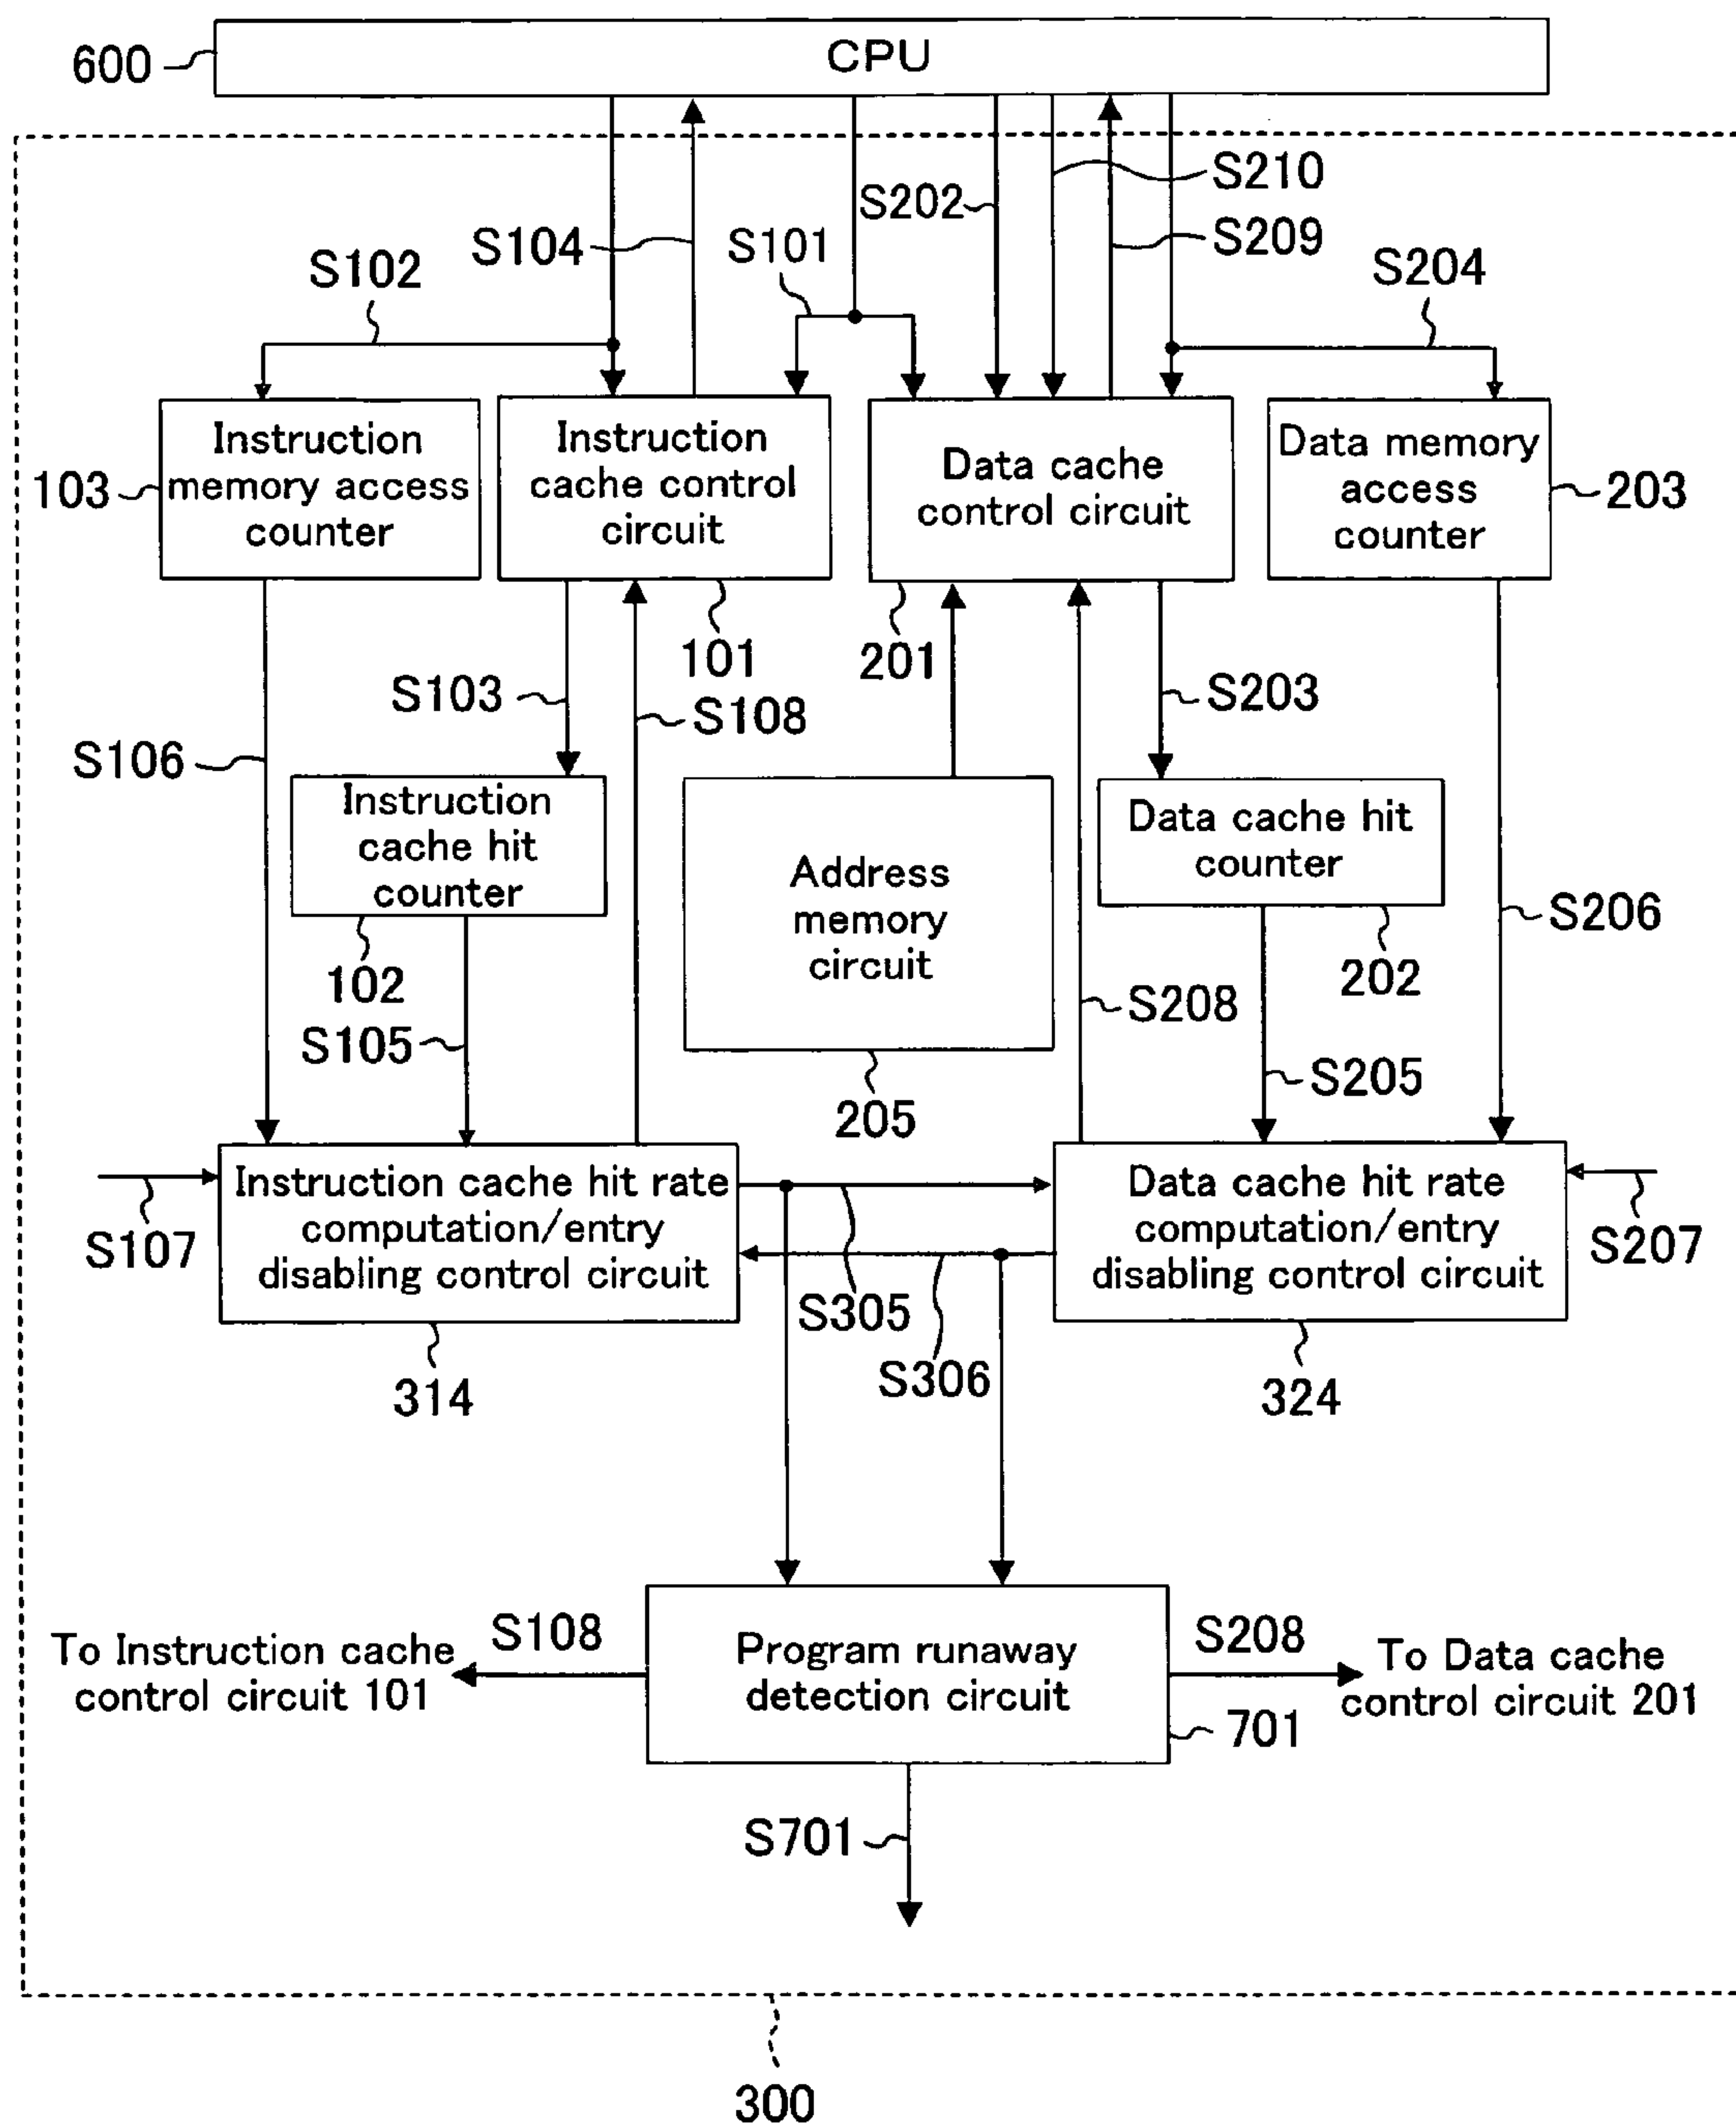 CPU
600
S210
S202
S209
S104
S101
S102
S204
Instruction
memory access
counter
103
Instruction
cache control
circuit
Data cache
control circuit
Data memory
access
counter
203
101
201
S103
S108
S203
S106
Instruction
cache hit
counter
Address
memory
circuit
Data cache hit
counter
S206
102
202
S105
S208
S205
205
Instruction cache hit rate
computation/entry
disabling control circuit
Data cache hit rate
computation/entry
disabling control circuit
S107
S207
S305
S306
314
324
To Instruction cache
control circuit 101
S108
Program runaway
detection circuit
S208
To Data cache
control circuit 201
701
S701
300